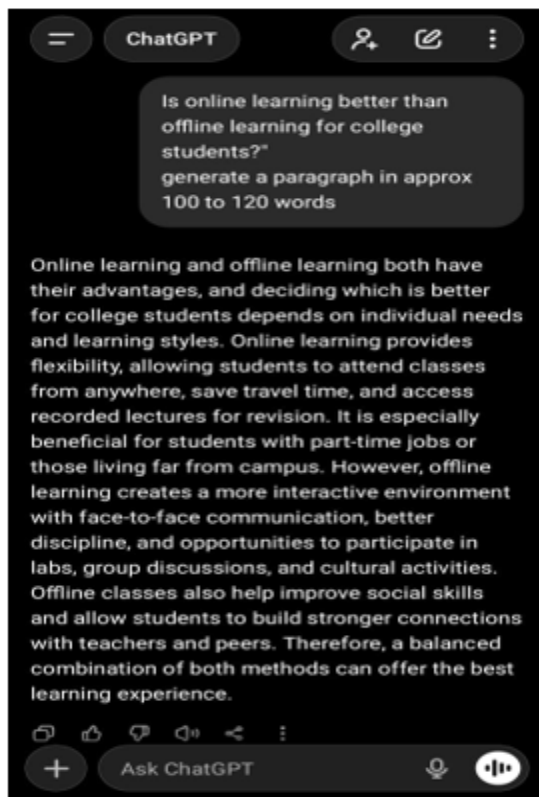 ChatGPT
Is online learning better than
offline learning for college
students?"
generate a paragraph in approx
100 to 120 words
Online learning and offline learning both have
their advantages, and deciding which is better
for college students depends on individual needs
and learning styles. Online learning provides
flexibility, allowing students to attend classes
from anywhere, save travel time, and access
recorded lectures for revision. It is especially
beneficial for students with part-time jobs or
those living far from campus. However, offline
learning creates a more interactive environment
with face-to-face communication, better
discipline, and opportunities to participate in
labs, group discussions, and cultural activities.
Offline classes also help improve social skills
and allow students to build stronger connections
with teachers and peers. Therefore, a balanced
combination of both methods can offer the best
learning experience.
Ask ChatGPT